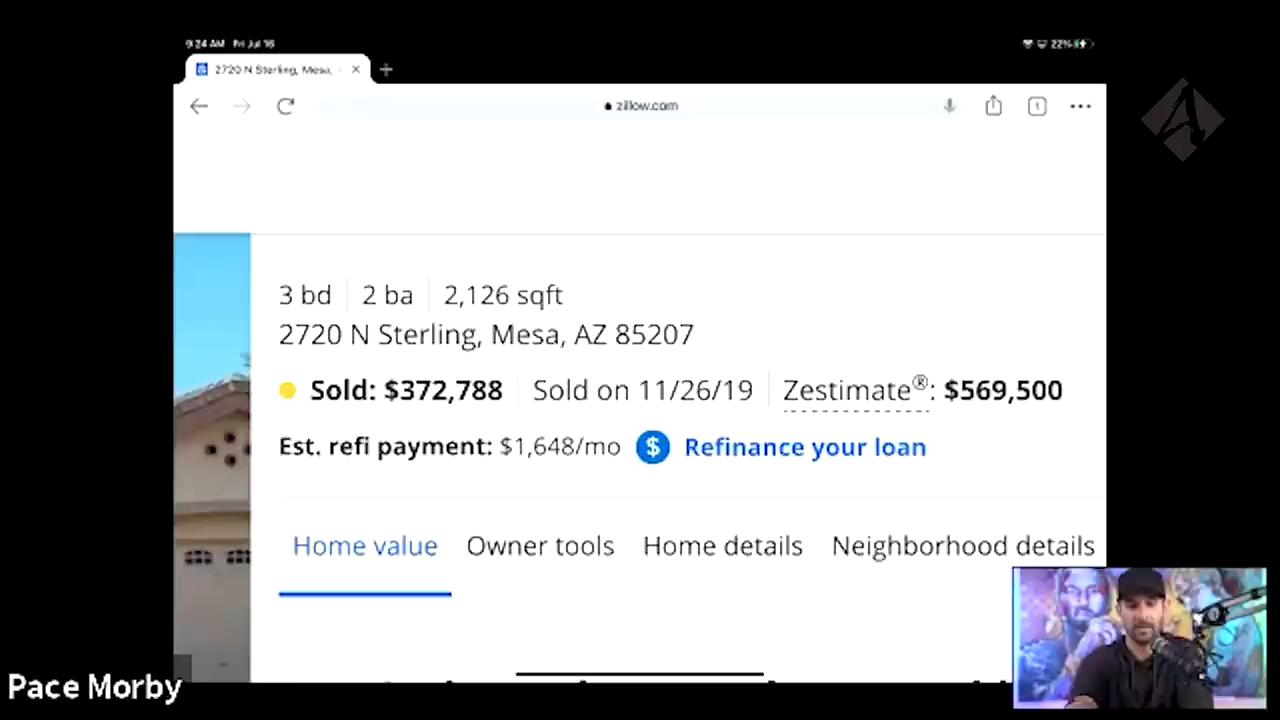 9:24 AM Fri Jul 16
22%
2720 N Sterling, Mesa,
zillow.com
1
3 bd 2 ba 2,126 sqft
2720 N Sterling, Mesa, AZ 85207
Sold: $372,788 Sold on 11/26/19 Zestimate®: $569,500
Est. refi payment: $1,648/mo $ Refinance your loan
Home value Owner tools Home details Neighborhood details
Pace Morby